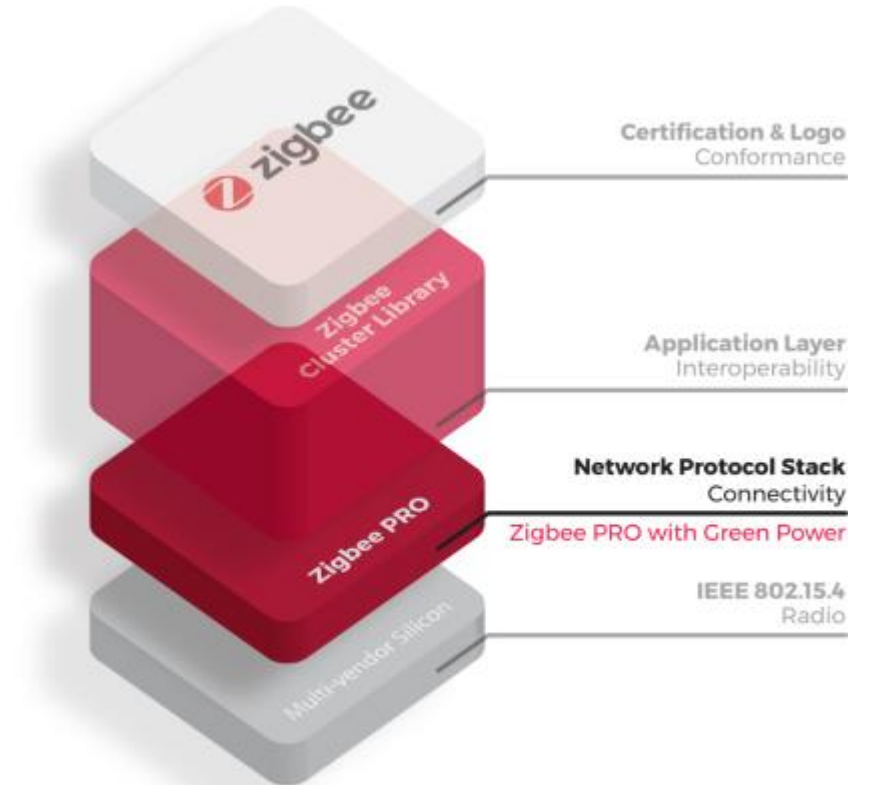 zigbee
Certification & Logo
Conformance
Zigbee
Cluster Library
Application Layer
Interoperability
Zigbee PRO
Network Protocol Stack
Connectivity
Zigbee PRO with Green Power
Multi-vendor Silicon
IEEE 802.15.4
Radio